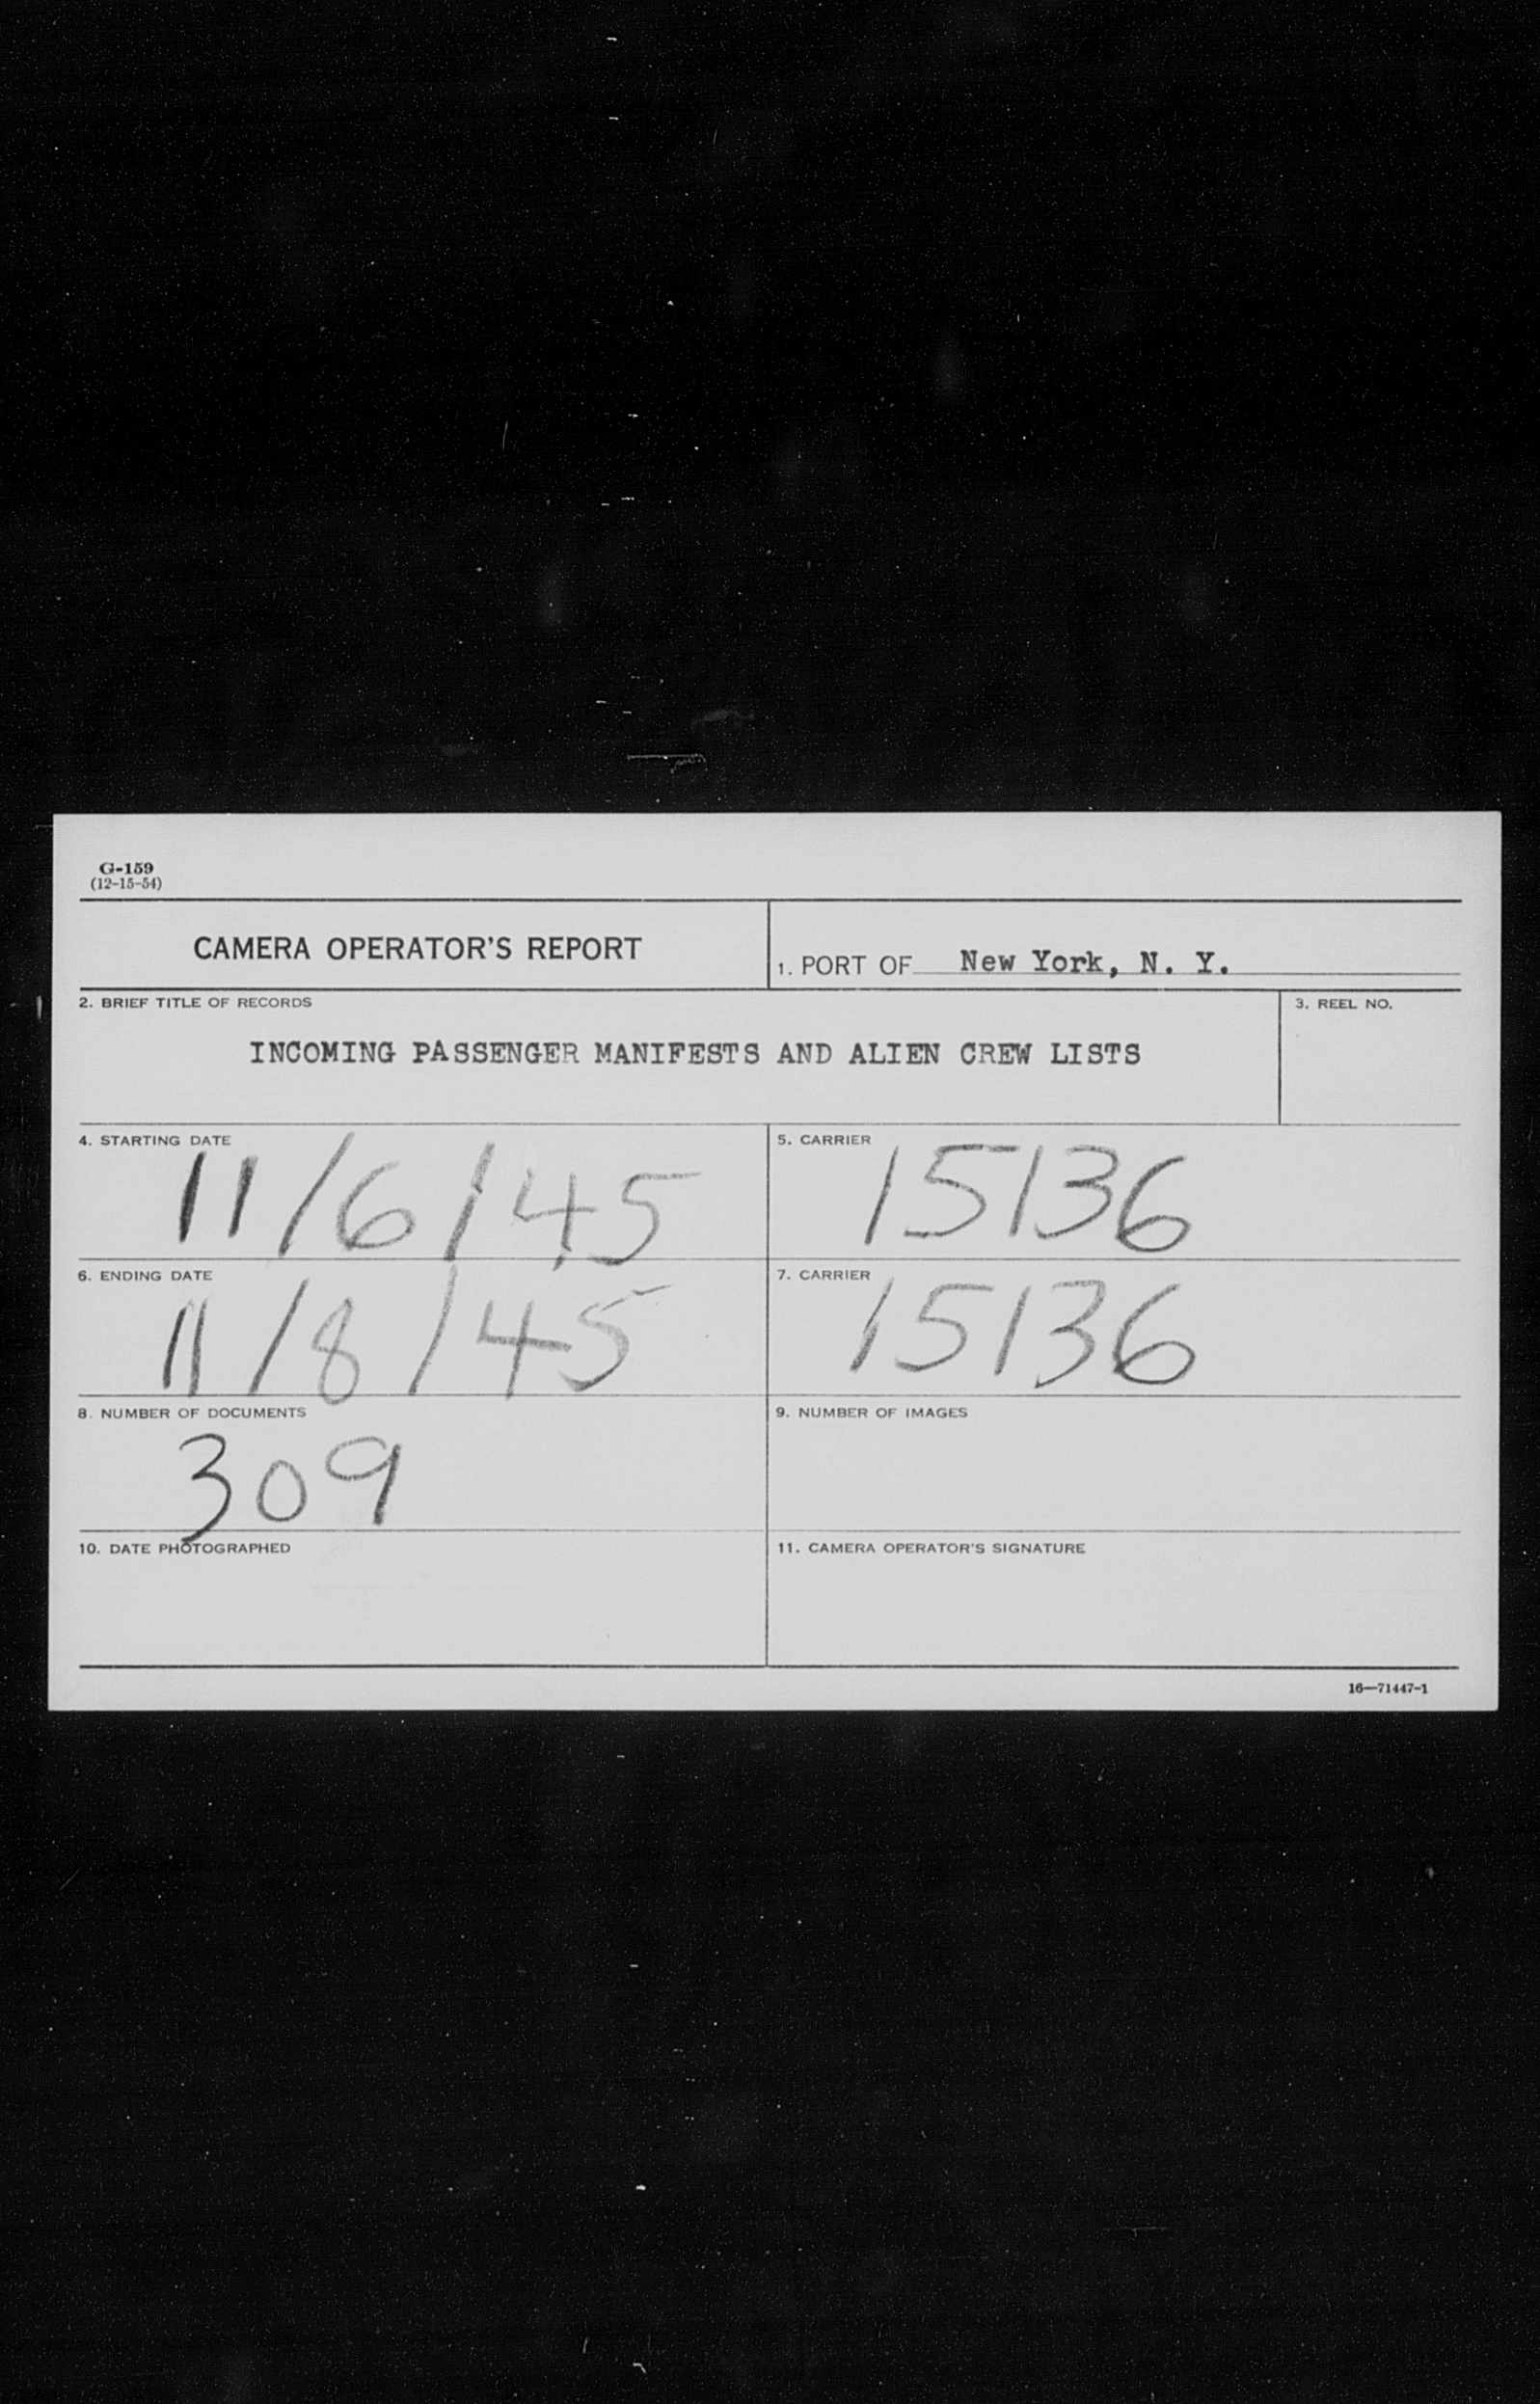 G-159
(12-15-54)
CAMERA OPERATOR'S REPORT
1. PORT OF New York, N. Y.
2. BRIEF TITLE OF RECORDS
3. REEL NO.
INCOMING PASSENGER MANIFESTS AND ALIEN CREW LISTS
4. STARTING DATE
11/6/45
5. CARRIER
15136
6. ENDING DATE
11/8/45
7. CARRIER
15136
8. NUMBER OF DOCUMENTS
309
9. NUMBER OF IMAGES
10. DATE PHOTOGRAPHED
11. CAMERA OPERATOR'S SIGNATURE
16—71447-1